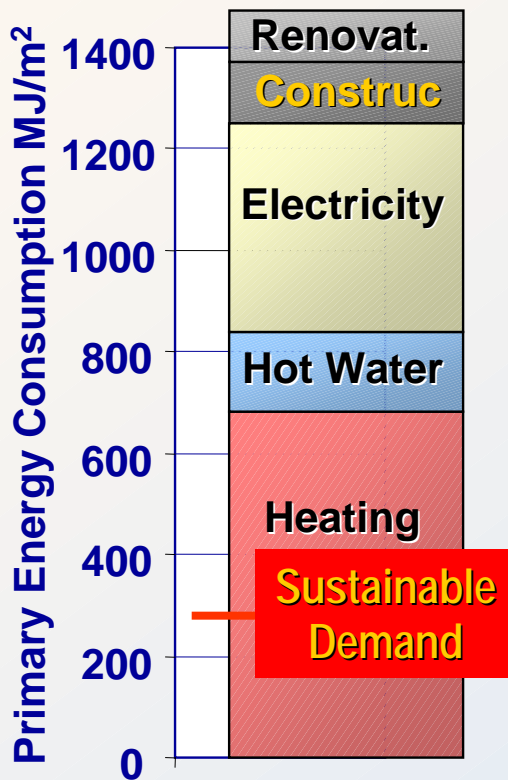 Primary Energy Consumption MJ/m²
1400
1200
1000
800
600
400
200
0
Renovat.
Construc
Electricity
Hot Water
Heating
Sustainable
Demand